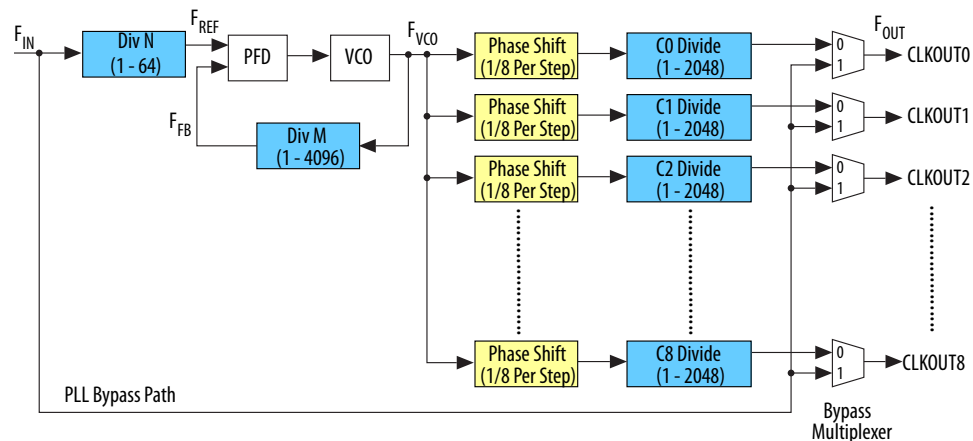 F_IN
Div N
(1 - 64)
F_REF
PFD
VCO
F_VCO
F_FB
Div M
(1 - 4096)
Phase Shift
(1/8 Per Step)
C0 Divide
(1 - 2048)
0
1
F_OUT
CLKOUT0
Phase Shift
(1/8 Per Step)
C1 Divide
(1 - 2048)
0
1
CLKOUT1
Phase Shift
(1/8 Per Step)
C2 Divide
(1 - 2048)
0
1
CLKOUT2
Phase Shift
(1/8 Per Step)
C8 Divide
(1 - 2048)
0
1
CLKOUT8
PLL Bypass Path
Bypass
Multiplexer